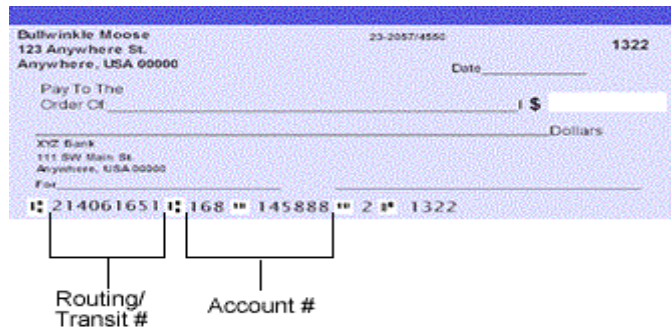 Bullwinkle Moose 23-2057/4550 1322
123 Anywhere St.
Anywhere, USA 00000 Date
Pay To The
Order Of $
Dollars
XYZ Bank
111 SW Main St.
Anywhere, USA 00000
For
⑆ 214061651 ⑆ 168 ⑈ 145888 ⑈ 2 ⑈ 1322
Routing/ Account #
Transit #